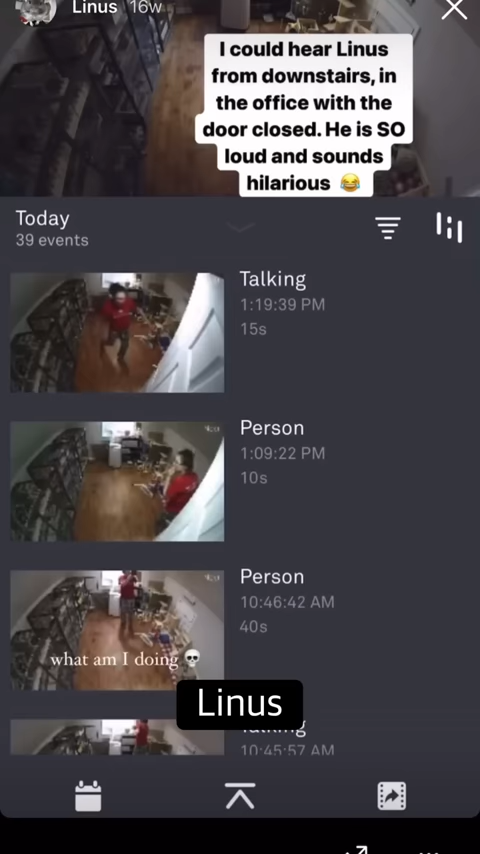 Linus 16w
I could hear Linus
from downstairs, in
the office with the
door closed. He is SO
loud and sounds
hilarious 😂
Today
39 events
Talking
1:19:39 PM
15s
Person
1:09:22 PM
10s
Person
10:46:42 AM
40s
what am I doing 💀
Linus
Talking
10:45:57 AM